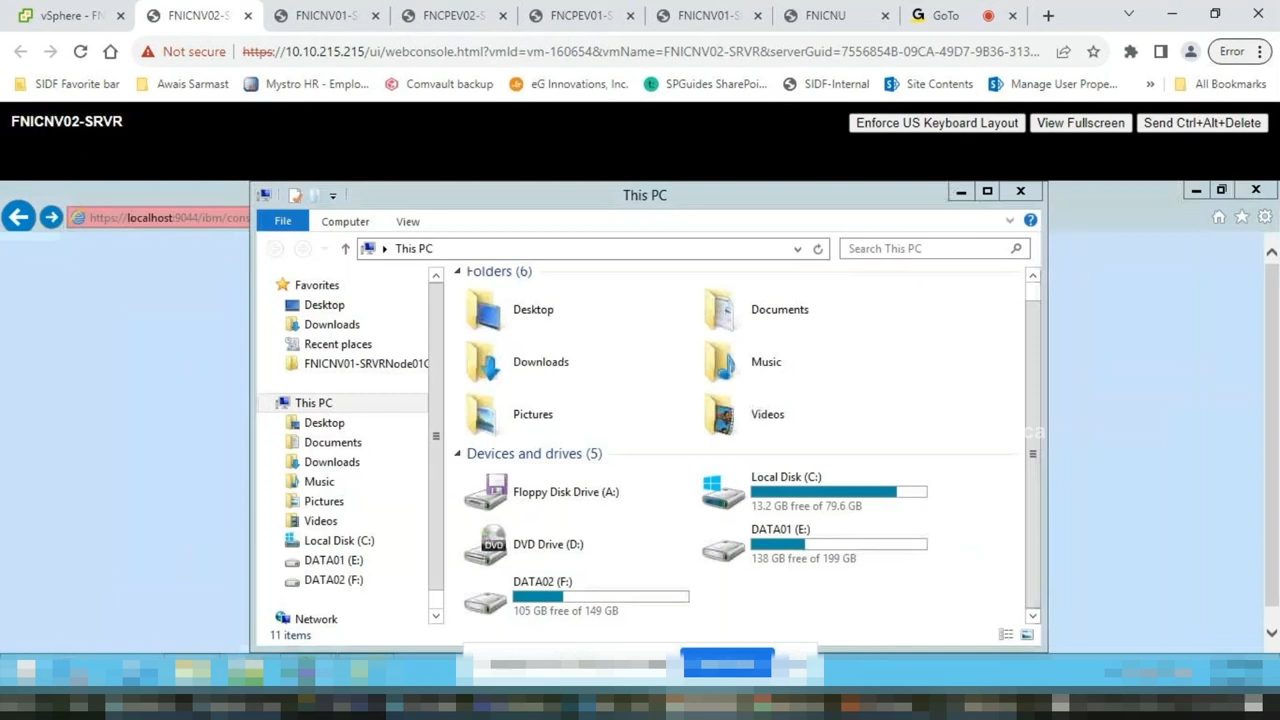 vSphere - FNIC
FNICNV02-S
FNICNV01-S
FNCPEV02-S
FNCPEV01-S
FNICNV01-S
FNICNU
GoTo
Not secure
https://10.10.215.215/ui/webconsole.html?vmId=vm-160654&vmName=FNICNV02-SRVR&serverGuid=7556854B-09CA-49D7-9B36-313...
Error
SIDF Favorite bar
Awais Sarmast
Mystro HR - Emplo...
Comvault backup
eG Innovations, Inc.
SPGuides SharePoi...
SIDF-Internal
Site Contents
Manage User Prope...
»
All Bookmarks
FNICNV02-SRVR
Enforce US Keyboard Layout
View Fullscreen
Send Ctrl+Alt+Delete
This PC
https://localhost:9044/ibm/cons
File
Computer
View
This PC
Search This PC
Favorites
Desktop
Downloads
Recent places
FNICNV01-SRVRNode01C
This PC
Desktop
Documents
Downloads
Music
Pictures
Videos
Local Disk (C:)
DATA01 (E:)
DATA02 (F:)
Network
Folders (6)
Desktop
Documents
Downloads
Music
Pictures
Videos
Devices and drives (5)
Floppy Disk Drive (A:)
Local Disk (C:)
13.2 GB free of 79.6 GB
DVD Drive (D:)
DATA01 (E:)
138 GB free of 199 GB
DATA02 (F:)
105 GB free of 149 GB
11 items